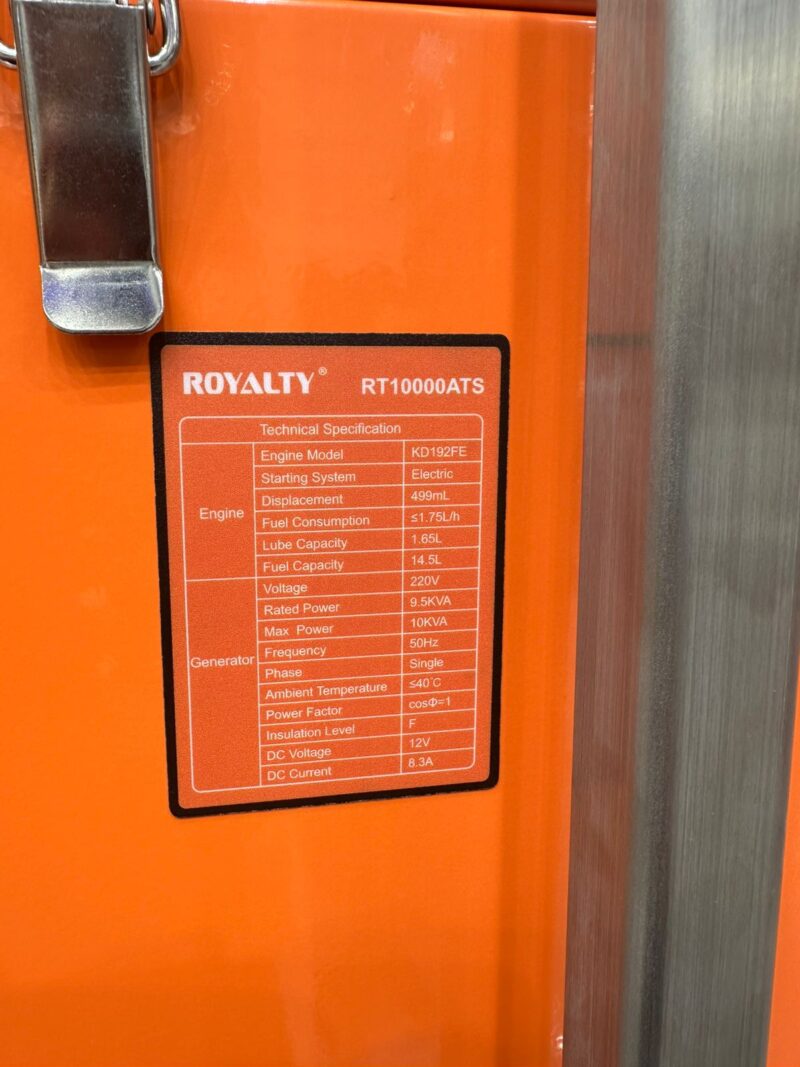 ROYALTY® RT10000ATS
Technical Specification
Engine
Engine Model KD192FE
Starting System Electric
Displacement 499mL
Fuel Consumption ≤1.75L/h
Lube Capacity 1.65L
Fuel Capacity 14.5L
Generator
Voltage 220V
Rated Power 9.5KVA
Max Power 10KVA
Frequency 50Hz
Phase Single
Ambient Temperature ≤40°C
Power Factor cosΦ=1
Insulation Level F
DC Voltage 12V
DC Current 8.3A